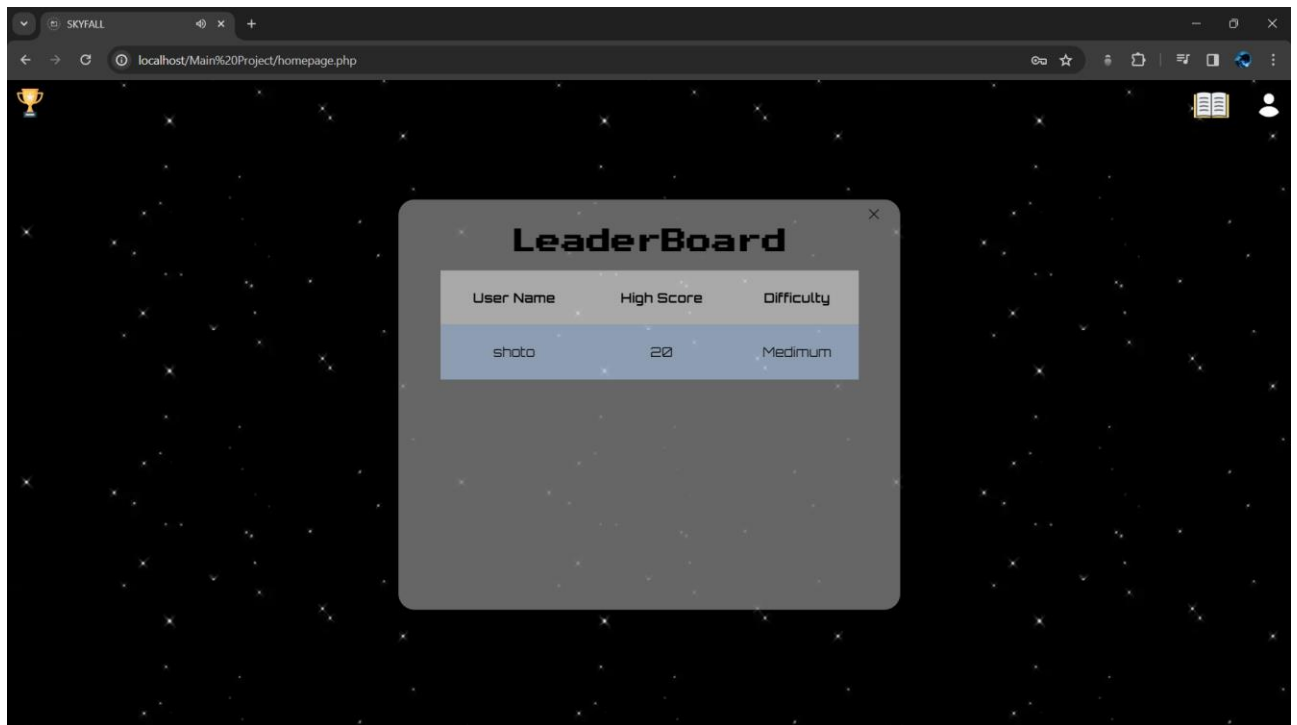 SKYFALL
localhost/Main%20Project/homepage.php
LeaderBoard
User Name High Score Difficulty
shoto 20 Medimum